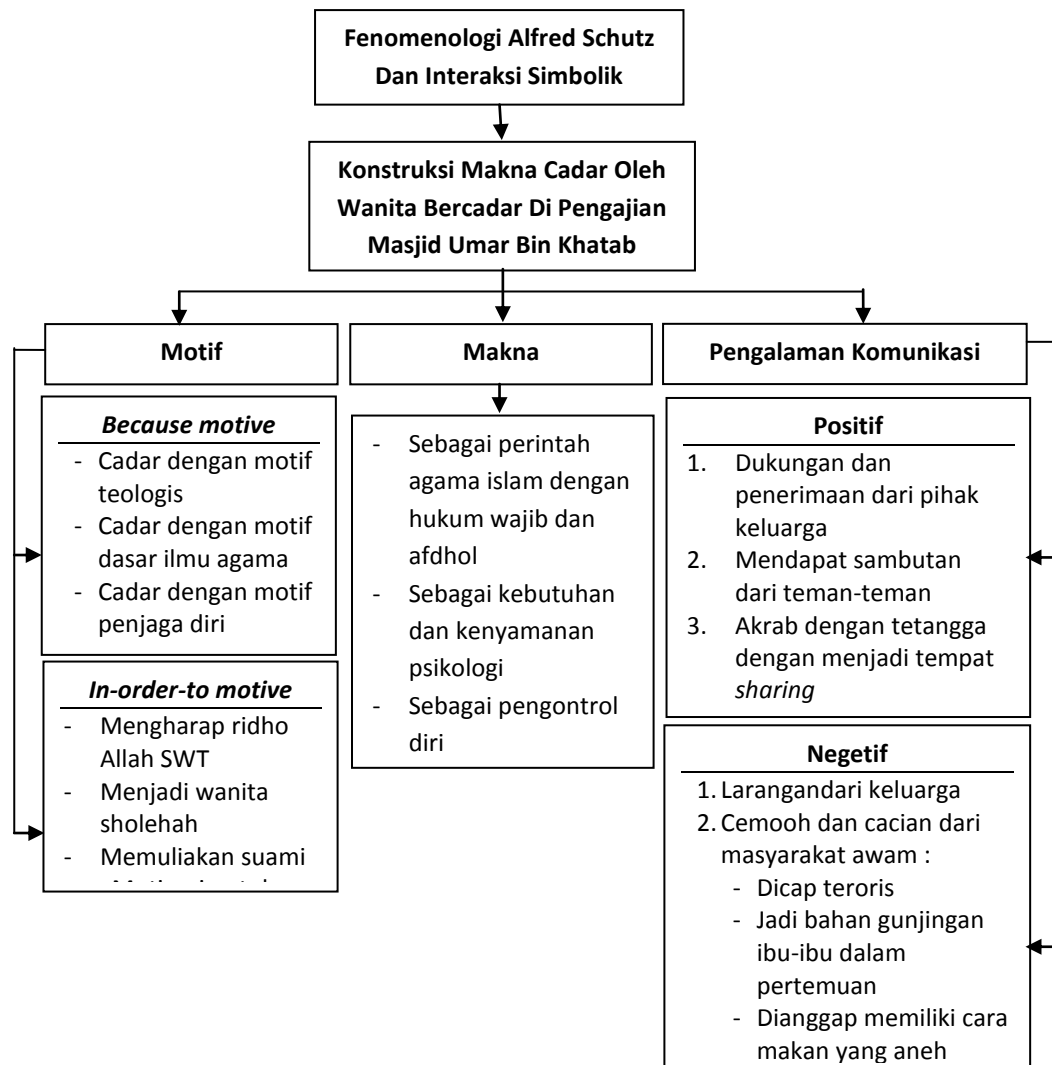 Fenomenologi Alfred Schutz
Dan Interaksi Simbolik
Konstruksi Makna Cadar Oleh
Wanita Bercadar Di Pengajian
Masjid Umar Bin Khatab
Motif
Because motive
- Cadar dengan motif
teologis
- Cadar dengan motif
dasar ilmu agama
- Cadar dengan motif
penjaga diri
In-order-to motive
- Mengharap ridho
Allah SWT
- Menjadi wanita
sholehah
- Memuliakan suami
Makna
- Sebagai perintah
agama islam dengan
hukum wajib dan
afdhol
- Sebagai kebutuhan
dan kenyamanan
psikologi
- Sebagai pengontrol
diri
Pengalaman Komunikasi
Positif
1. Dukungan dan
penerimaan dari pihak
keluarga
2. Mendapat sambutan
dari teman-teman
3. Akrab dengan tetangga
dengan menjadi tempat
sharing
Negetif
1. Larangandari keluarga
2. Cemooh dan cacian dari
masyarakat awam :
- Dicap teroris
- Jadi bahan gunjingan
ibu-ibu dalam
pertemuan
- Dianggap memiliki cara
makan yang aneh